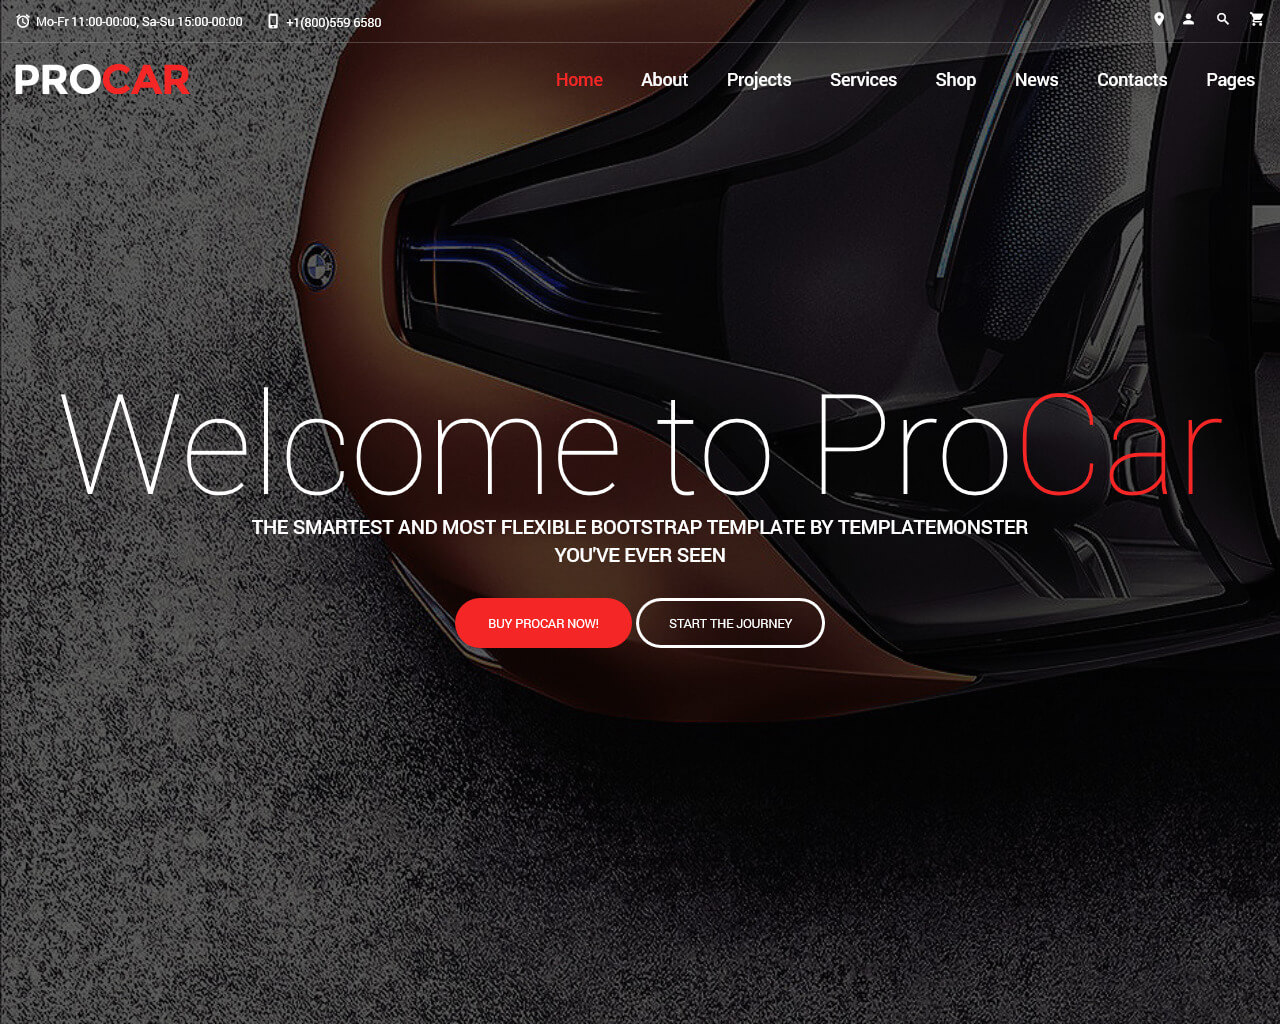 Mo-Fr 11:00-00:00, Sa-Su 15:00-00:00 +1(800)559 6580
PROCAR Home About Projects Services Shop News Contacts Pages
Welcome to ProCar
THE SMARTEST AND MOST FLEXIBLE BOOTSTRAP TEMPLATE BY TEMPLATEMONSTER
YOU'VE EVER SEEN
BUY PROCAR NOW! START THE JOURNEY